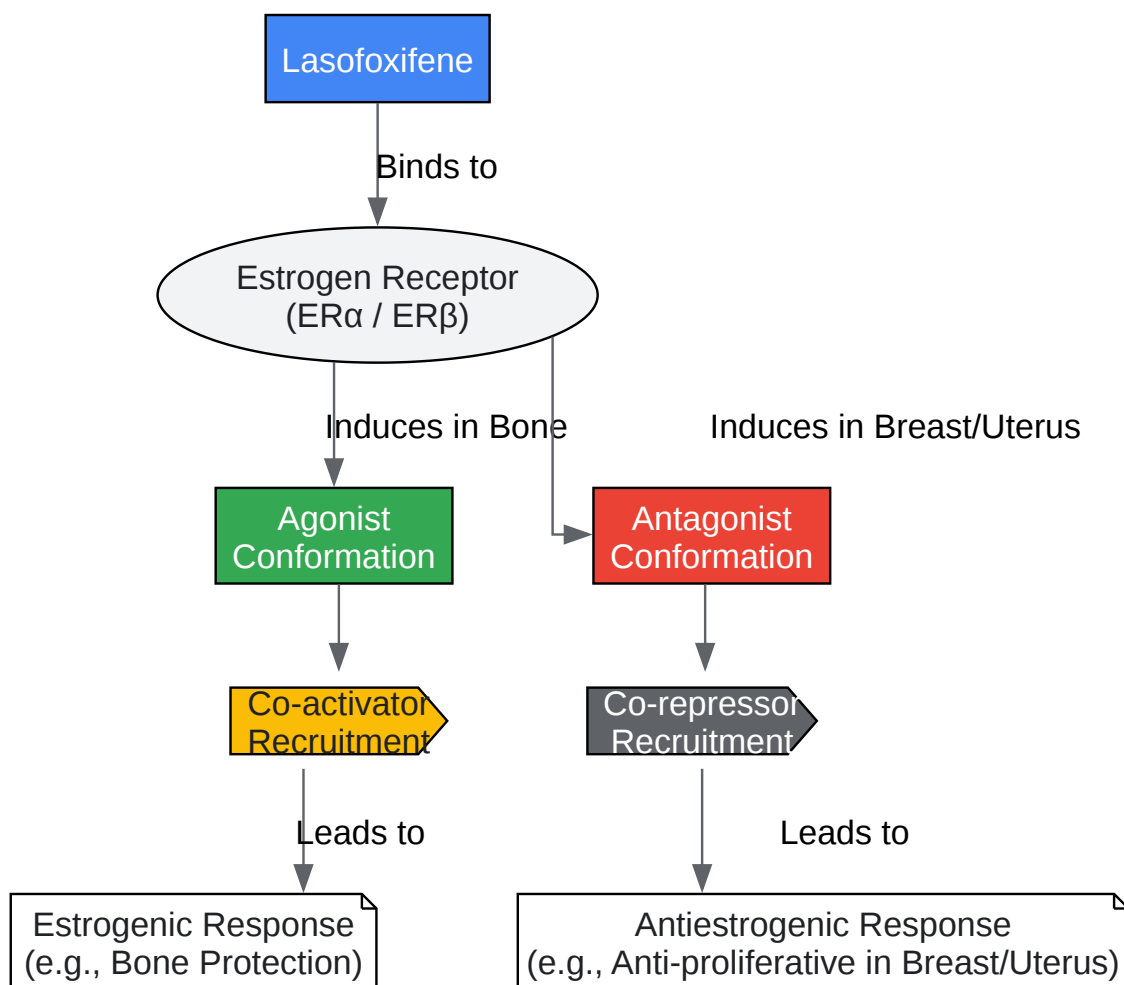 Lasofoxifene
Binds to
Estrogen Receptor
(ERα / ERβ)
Induces in Bone
Induces in Breast/Uterus
Agonist
Conformation
Antagonist
Conformation
Co-activator
Recruitment
Co-repressor
Recruitment
Leads to
Leads to
Estrogenic Response
(e.g., Bone Protection)
Antiestrogenic Response
(e.g., Anti-proliferative in Breast/Uterus)